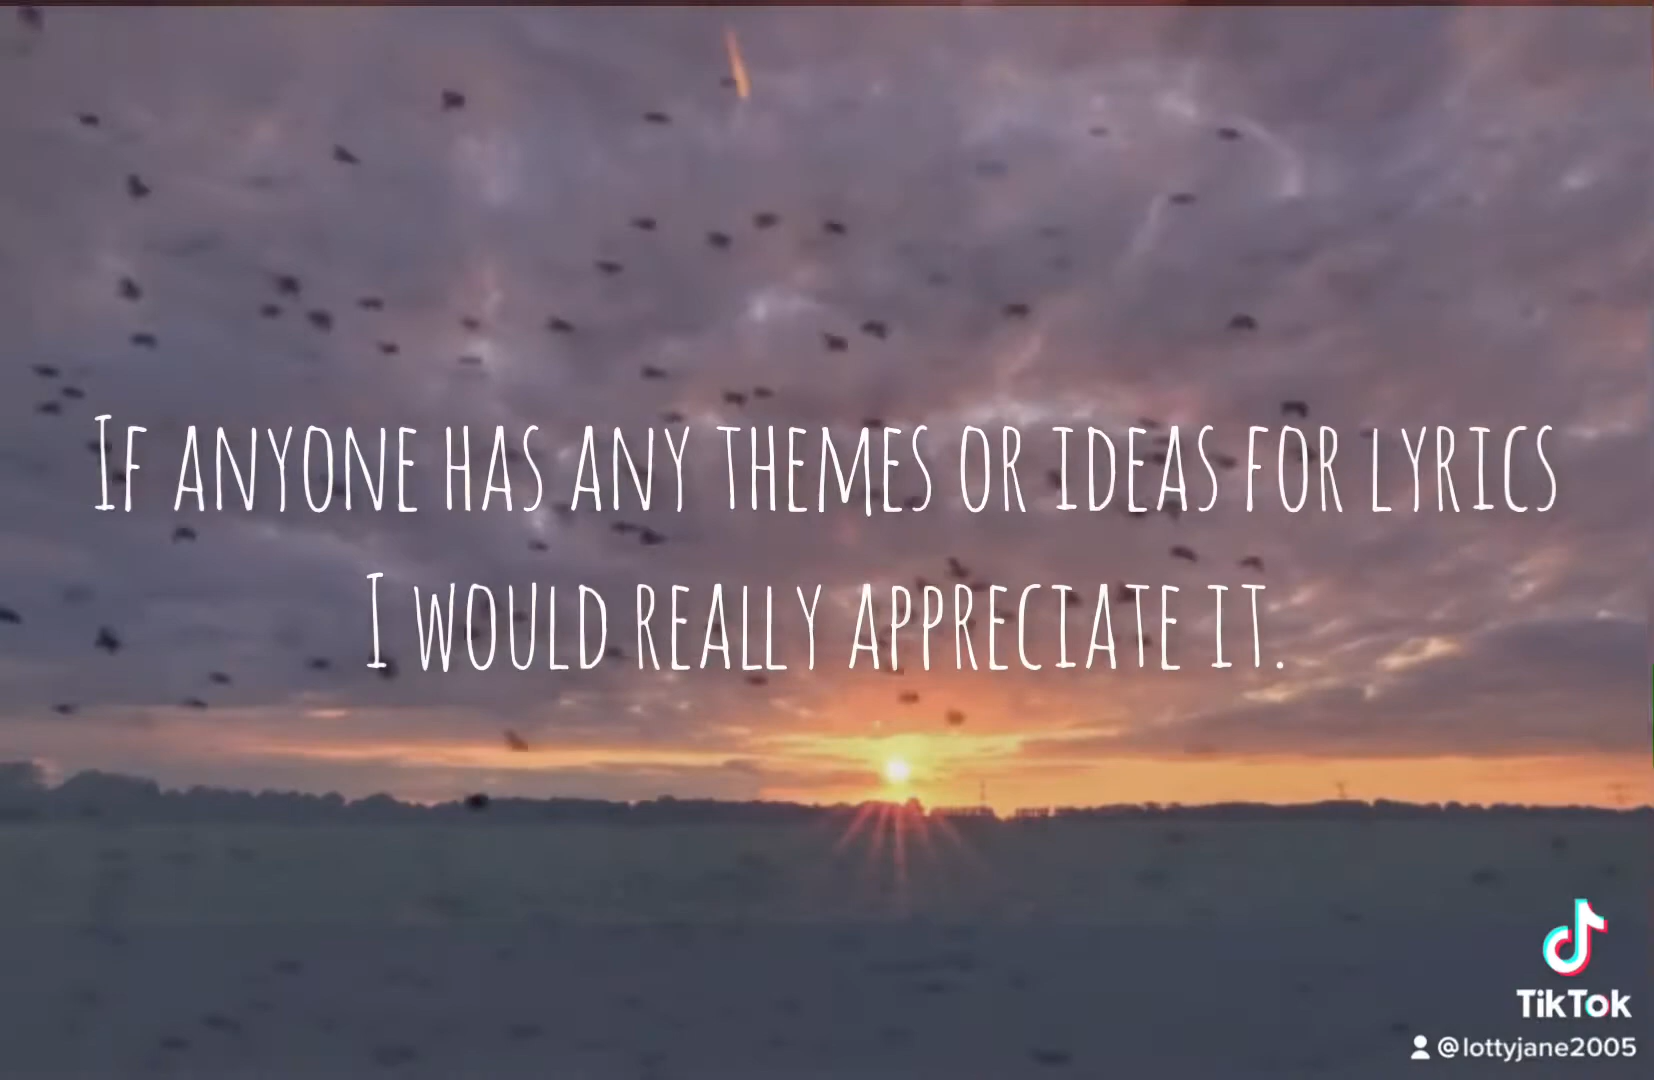 If anyone has any themes or ideas for lyrics
I would really appreciate it.
TikTok
@lottyjane2005